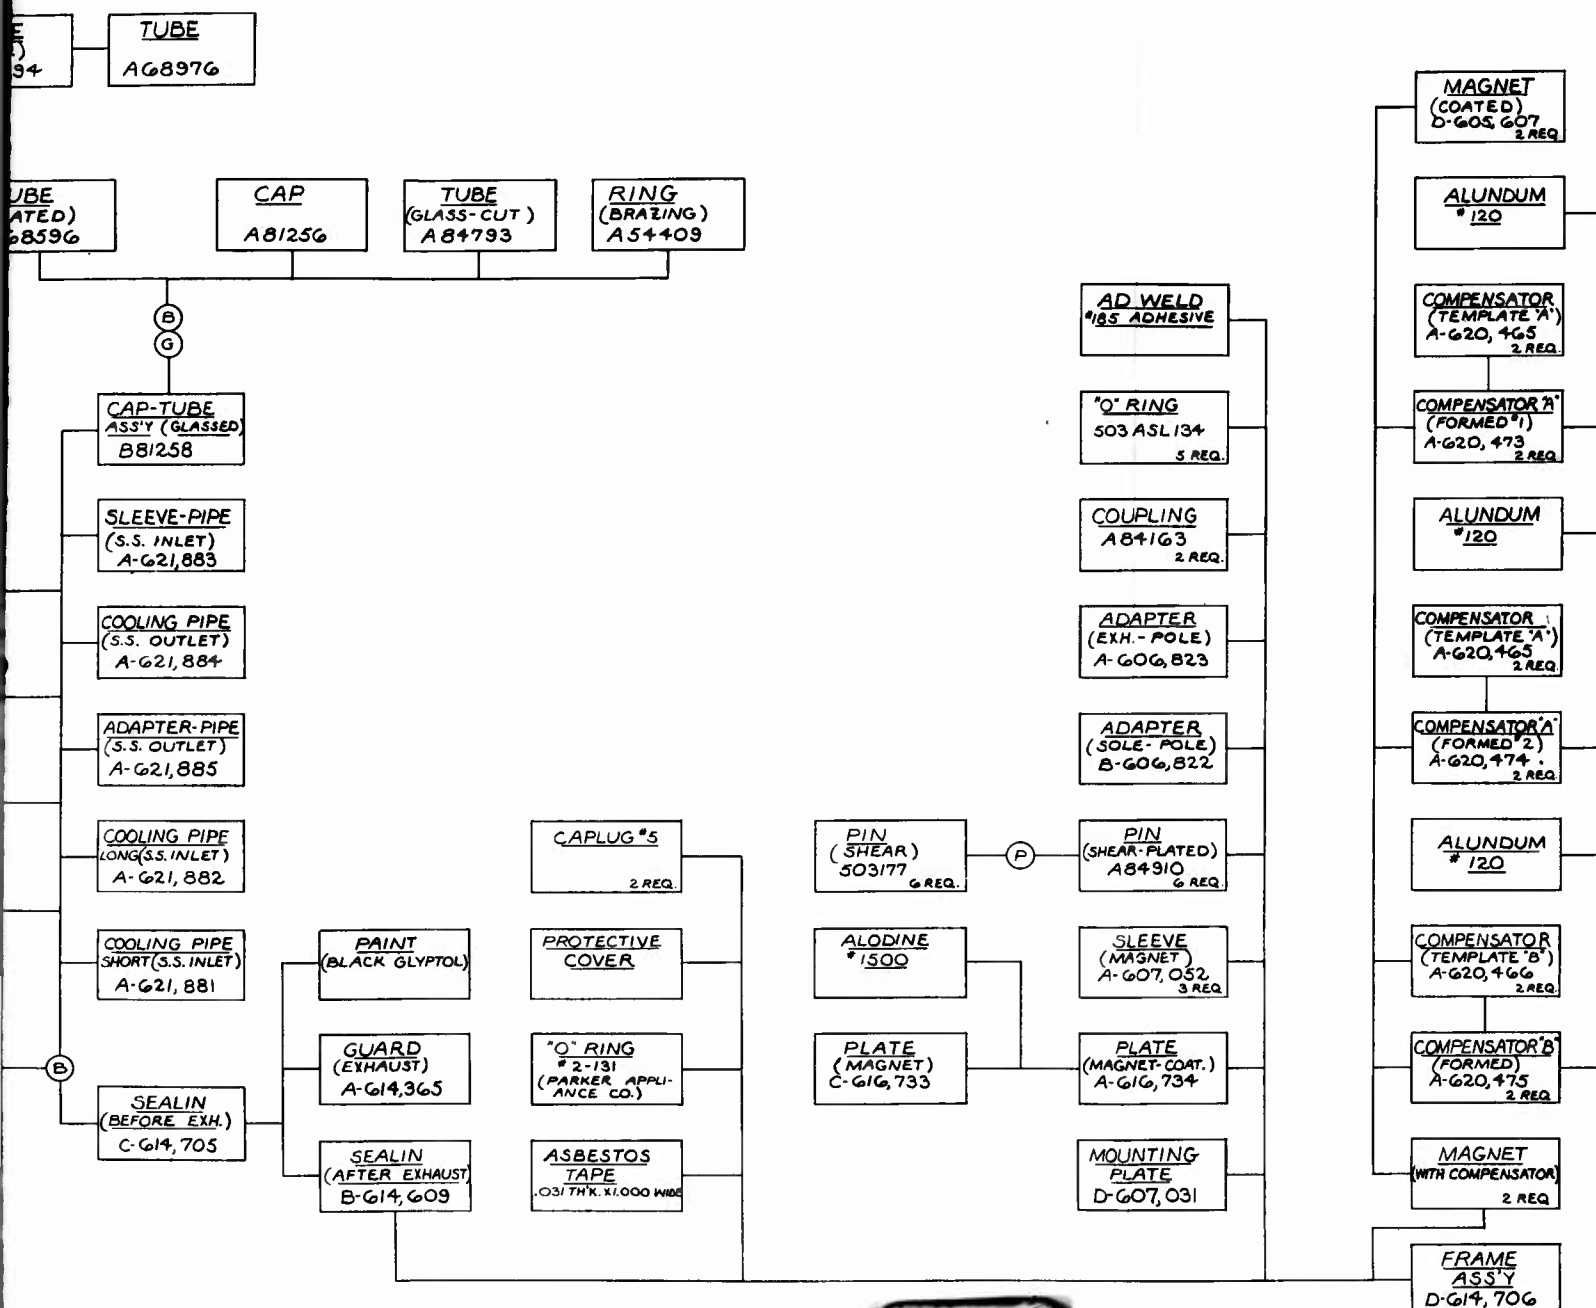 TUBE
A68976
94
CAP
A81256
TUBE
(GLASS-CUT)
A84793
RING
(BRAZING)
A54409
B
G
CAP-TUBE
ASS'Y (GLASSED)
B81258
SLEEVE-PIPE
(S.S. INLET)
A-621,883
COOLING PIPE
(S.S. OUTLET)
A-621,884
ADAPTER-PIPE
(S.S. OUTLET)
A-621,885
COOLING PIPE
LONG(S.S. INLET)
A-621,882
COOLING PIPE
SHORT(S.S. INLET)
A-621,881
B
SEALIN
(BEFORE EXH.)
C-614,705
PAINT
(BLACK GLYPTOL)
GUARD
(EXHAUST)
A-614,365
SEALIN
(AFTER EXHAUST)
B-614,609
CAPLUG #5
2 REQ.
PROTECTIVE
COVER
"O" RING
#2-131
(PARKER APPLI-
ANCE CO.)
ASBESTOS
TAPE
.031 TH'K. X1.000 WIDE
PIN
(SHEAR)
503177
6 REQ.
P
ALODINE
#1500
PLATE
(MAGNET)
C-616,733
AD WELD
#185 ADHESIVE
"O" RING
503 ASL134
5 REQ.
COUPLING
A84163
2 REQ.
ADAPTER
(EXH.-POLE)
A-606,823
ADAPTER
(SOLE-POLE)
B-606,822
PIN
(SHEAR-PLATED)
A84910
6 REQ.
SLEEVE
(MAGNET)
A-607,052
3 REQ
PLATE
(MAGNET-COAT.)
A-616,734
MOUNTING
PLATE
D-607,031
MAGNET
(COATED)
D-605,607
2 REQ
ALUNDUM
#120
COMPENSATOR
(TEMPLATE "A")
A-620,465
2 REQ.
COMPENSATOR "A"
(FORMED #1)
A-620,473
2 REQ.
ALUNDUM
#120
COMPENSATOR
(TEMPLATE "A")
A-620,465
2 REQ.
COMPENSATOR "A"
(FORMED #2)
A-620,474.
2 REQ.
ALUNDUM
#120
COMPENSATOR
(TEMPLATE "B")
A-620,466
2 REQ.
COMPENSATOR "B"
(FORMED)
A-620,475
2 REQ
MAGNET
(WITH COMPENSATOR)
2 REQ
FRAME
ASS'Y
D-614,706